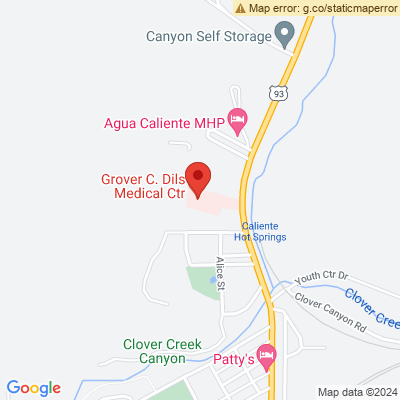 Map error: g.co/staticmaperror
Canyon Self Storage
93
Agua Caliente MHP
Grover C. Dils
Medical Ctr
Caliente
Hot Springs
Alice St
Youth Ctr Dr
Clover Creek
Clover Canyon Rd
Clover Creek
Canyon
Patty's
Google
Map data ©2024